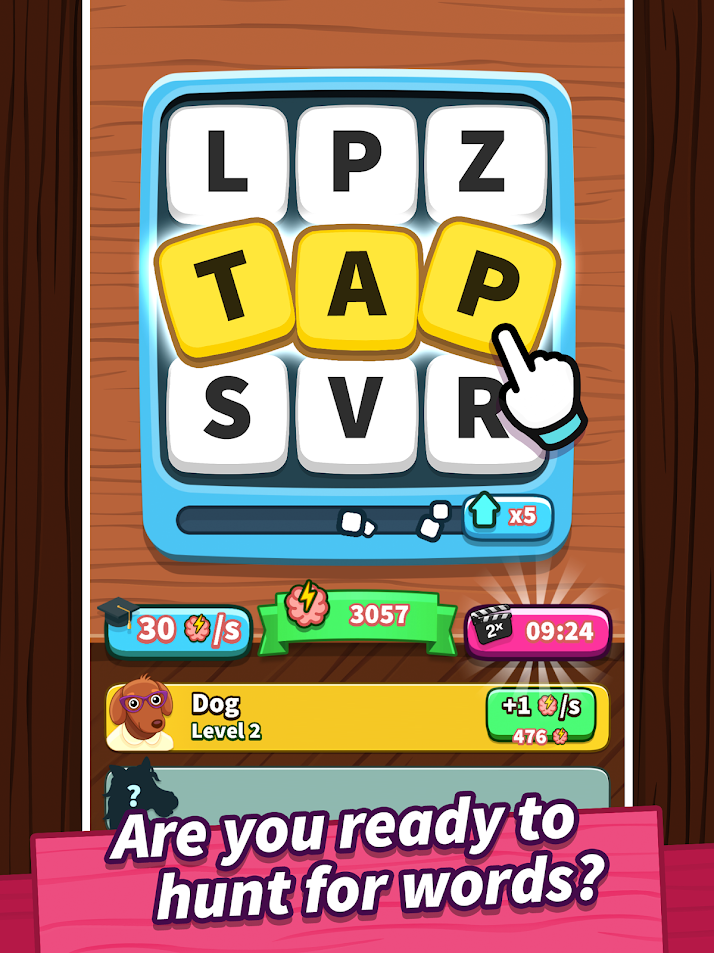 L P Z
T A P
S V R
x5
30 /s
3057
2x 09:24
Dog
Level 2
+1 /s
476
?
Are you ready to
hunt for words?